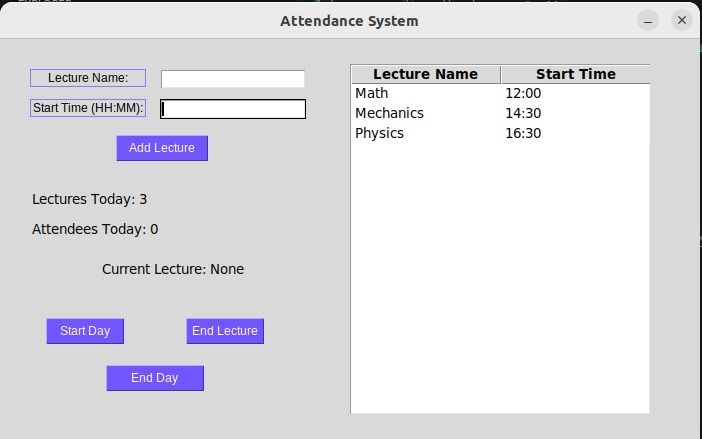 Attendance System
Lecture Name:
Start Time (HH:MM):
Add Lecture
Lectures Today: 3
Attendees Today: 0
Current Lecture: None
Start Day
End Lecture
End Day
Lecture Name Start Time
Math 12:00
Mechanics 14:30
Physics 16:30